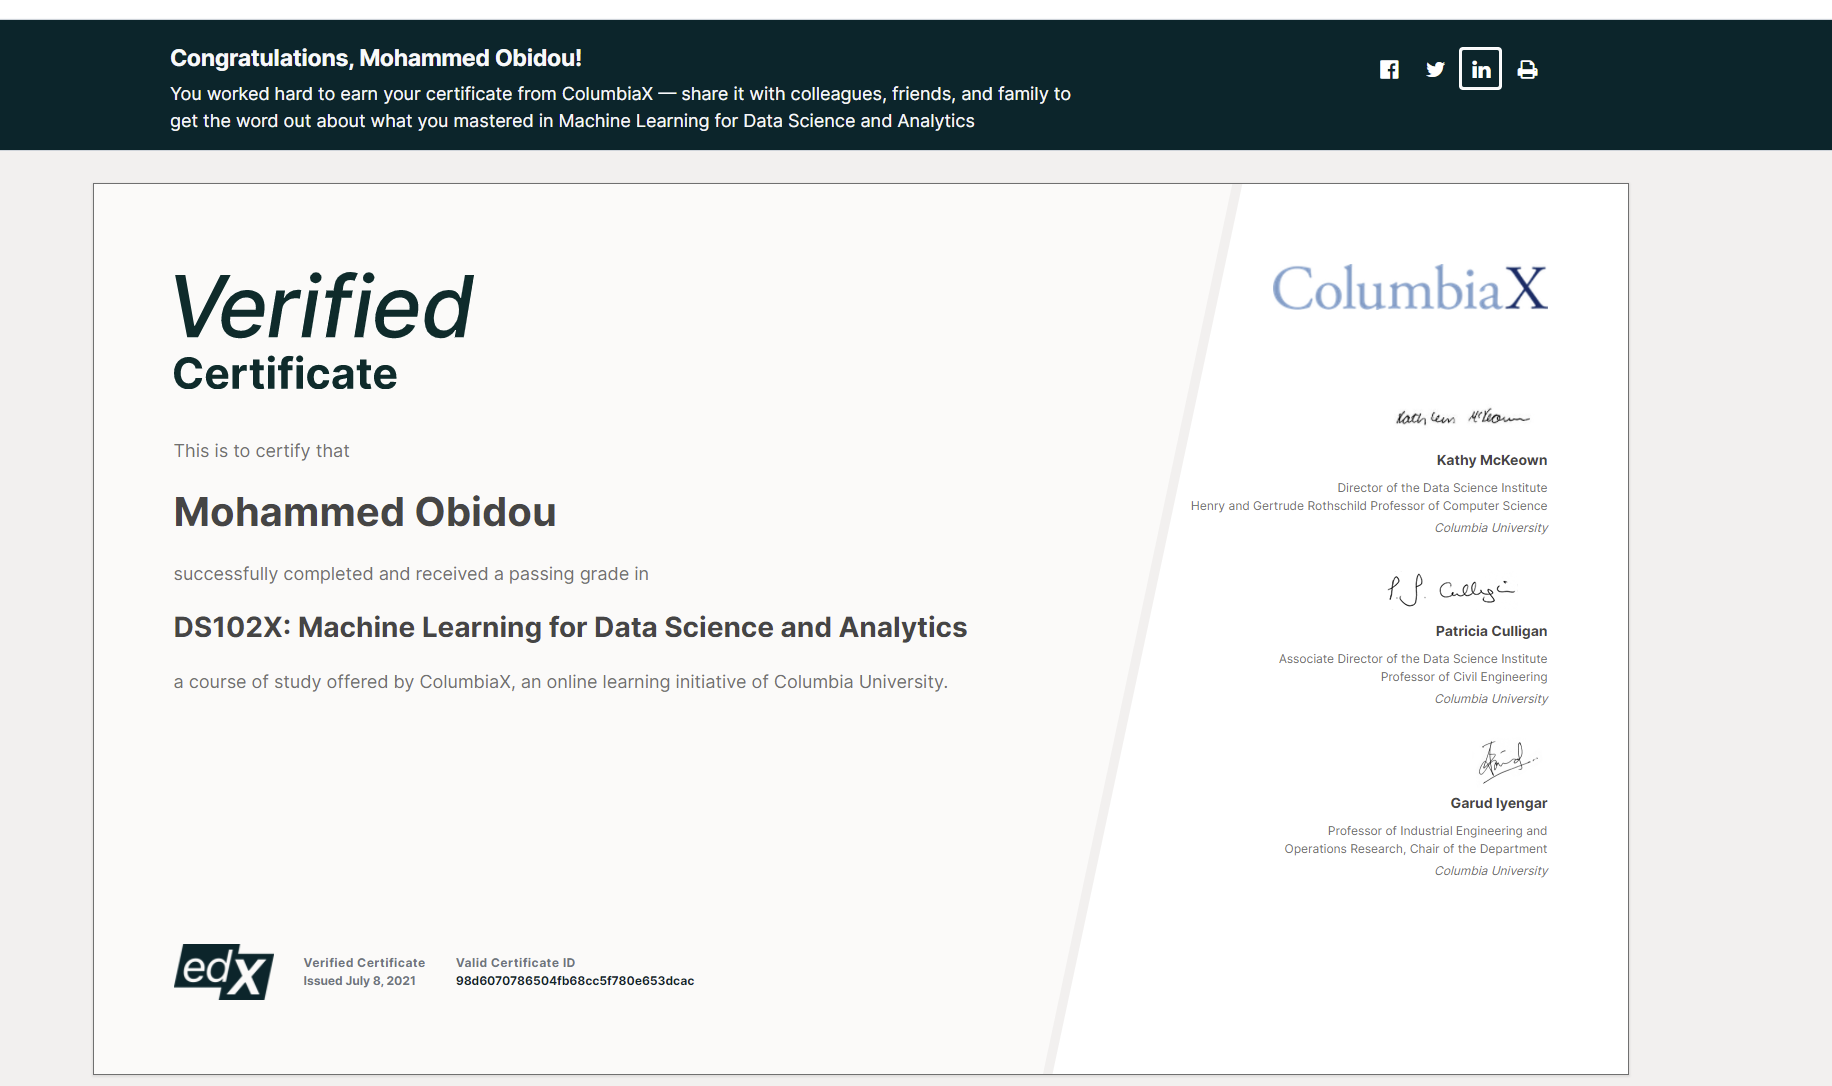 Congratulations, Mohammed Obidou!
You worked hard to earn your certificate from ColumbiaX — share it with colleagues, friends, and family to
get the word out about what you mastered in Machine Learning for Data Science and Analytics
Verified
Certificate
This is to certify that
Mohammed Obidou
successfully completed and received a passing grade in
DS102X: Machine Learning for Data Science and Analytics
a course of study offered by ColumbiaX, an online learning initiative of Columbia University.
edX
Verified Certificate
Issued July 8, 2021
Valid Certificate ID
98d6070786504fb68cc5f780e653dcac
ColumbiaX
Kathleen McKeown
Kathy McKeown
Director of the Data Science Institute
Henry and Gertrude Rothschild Professor of Computer Science
Columbia University
P.J. Culligan
Patricia Culligan
Associate Director of the Data Science Institute
Professor of Civil Engineering
Columbia University
Garud Iyengar
Professor of Industrial Engineering and
Operations Research, Chair of the Department
Columbia University